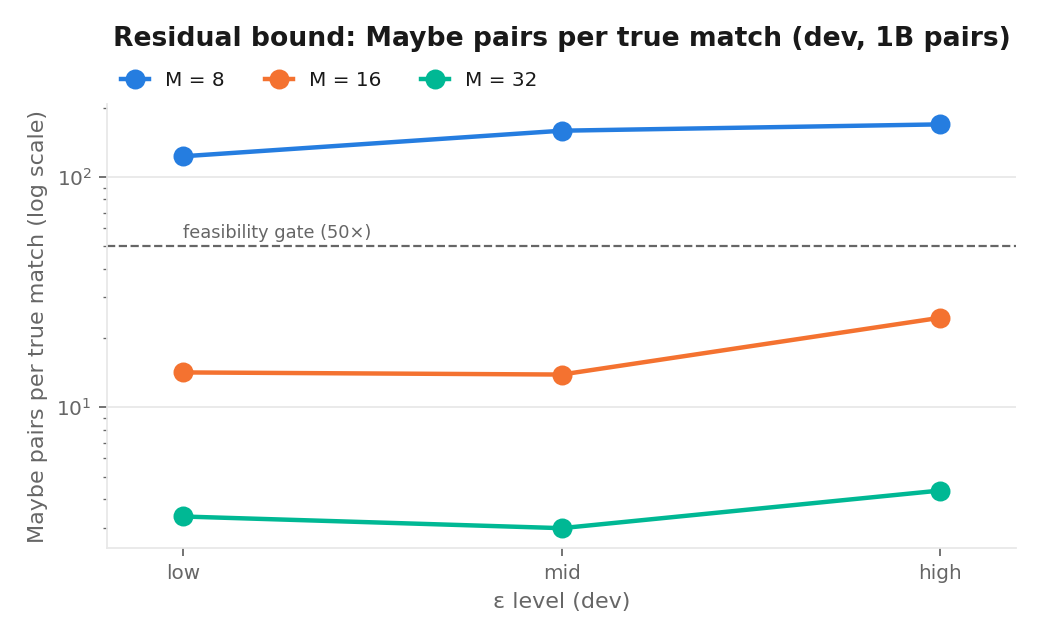 Residual bound: Maybe pairs per true match (dev, 1B pairs)
M = 8
M = 16
M = 32
Maybe pairs per true match (log scale)
10²
feasibility gate (50×)
10¹
low
mid
high
ε level (dev)